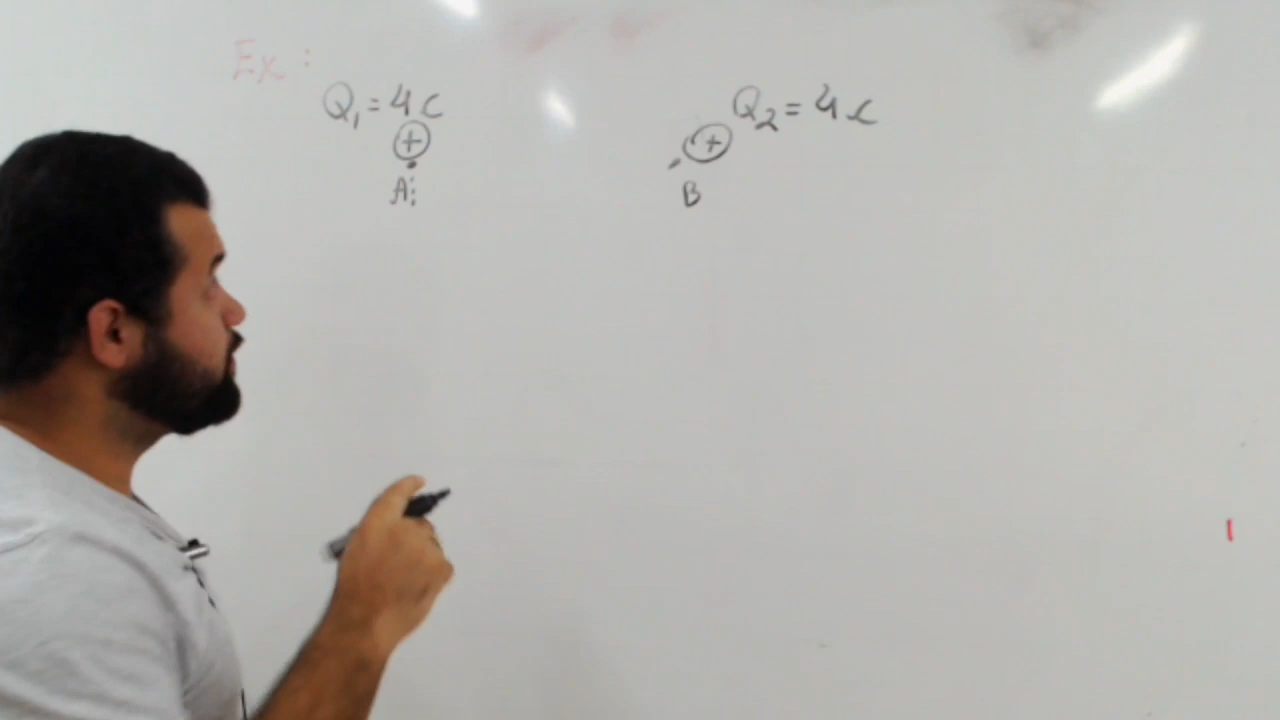 Ex:
Q₁ = 4 C
Q₂ = 4 C
+
+
A
B